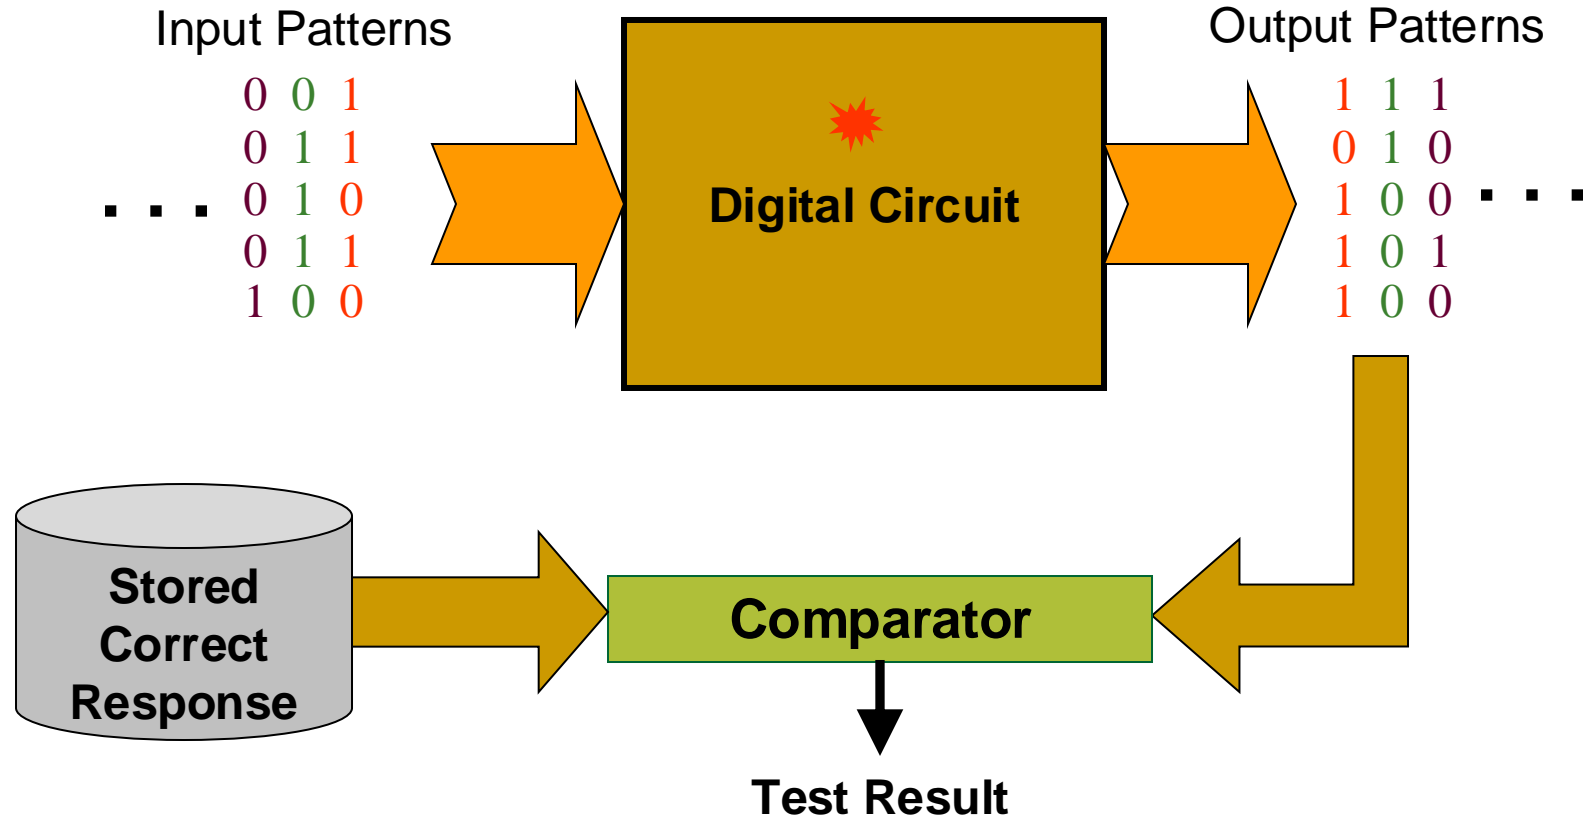 Input Patterns
Output Patterns
0 0 1
0 1 1
0 1 0
0 1 1
1 0 0
. . .
Digital Circuit
1 1 1
0 1 0
1 0 0
1 0 1
1 0 0
. . .
Stored
Correct
Response
Comparator
Test Result